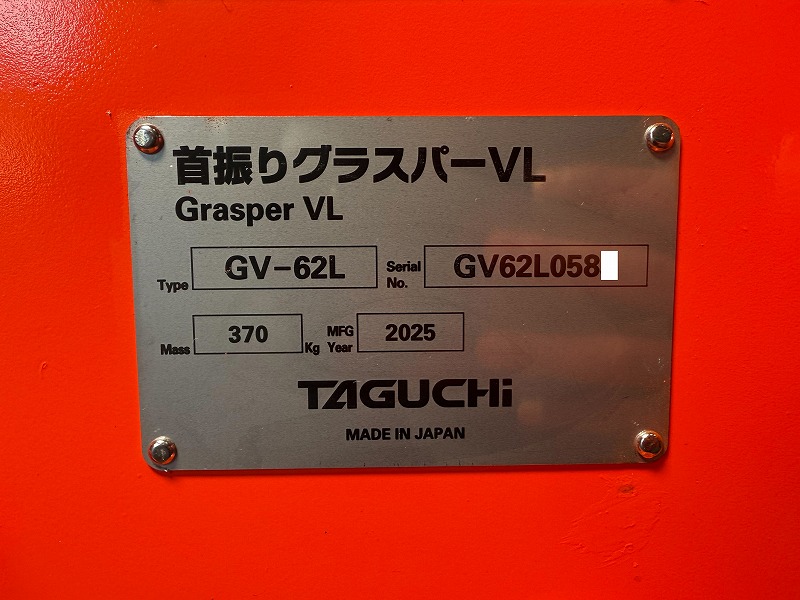 首振りグラスパーVL
Grasper VL
Type GV-62L Serial No. GV62L058
Mass 370 Kg MFG Year 2025
TAGUCHi
MADE IN JAPAN